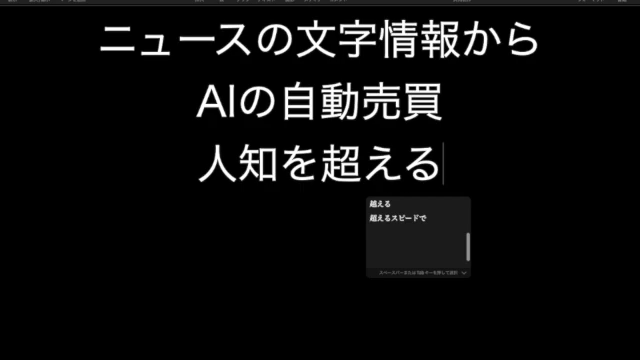 ニュースの文字情報から
AIの自動売買
人知を超える
越える
超えるスピードで